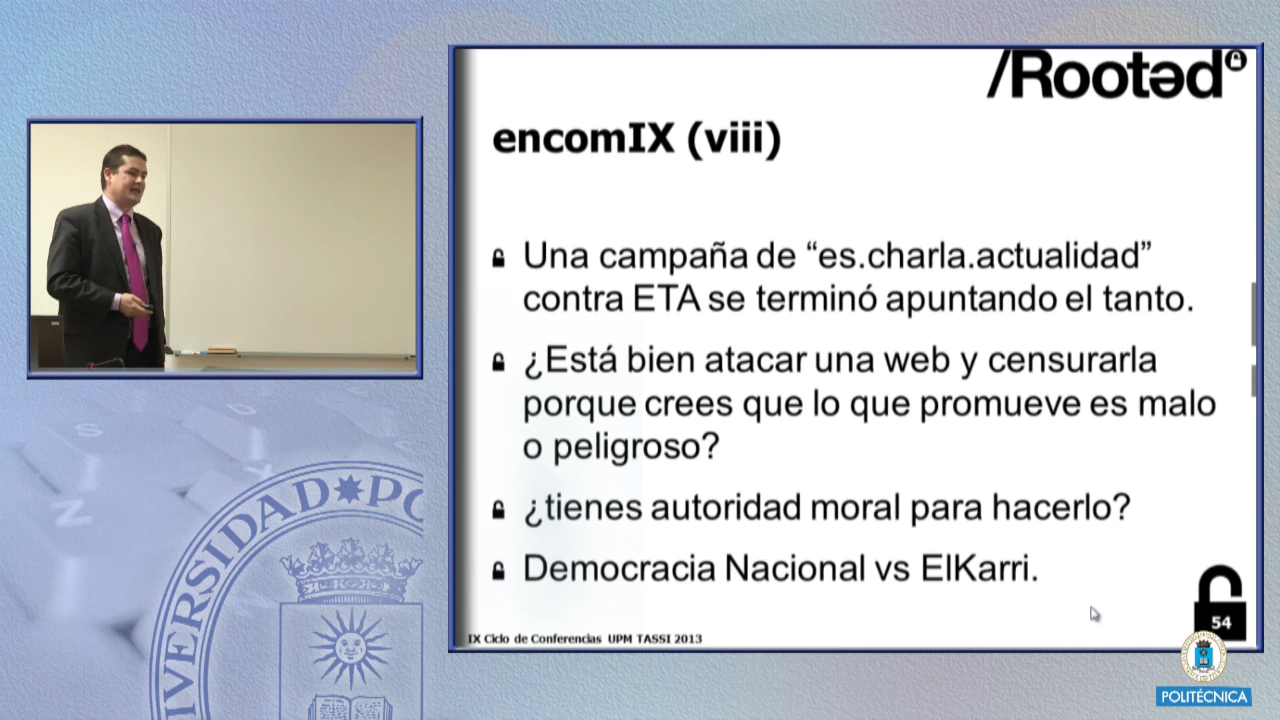 /Rootəd
encomIX (viii)
Una campaña de “es.charla.actualidad”
contra ETA se terminó apuntando el tanto.
¿Está bien atacar una web y censurarla
porque crees que lo que promueve es malo
o peligroso?
¿tienes autoridad moral para hacerlo?
Democracia Nacional vs ElKarri.
54
IX Ciclo de Conferencias UPM TASSI 2013
POLITÉCNICA
VERSIDAD PO
S
D
N